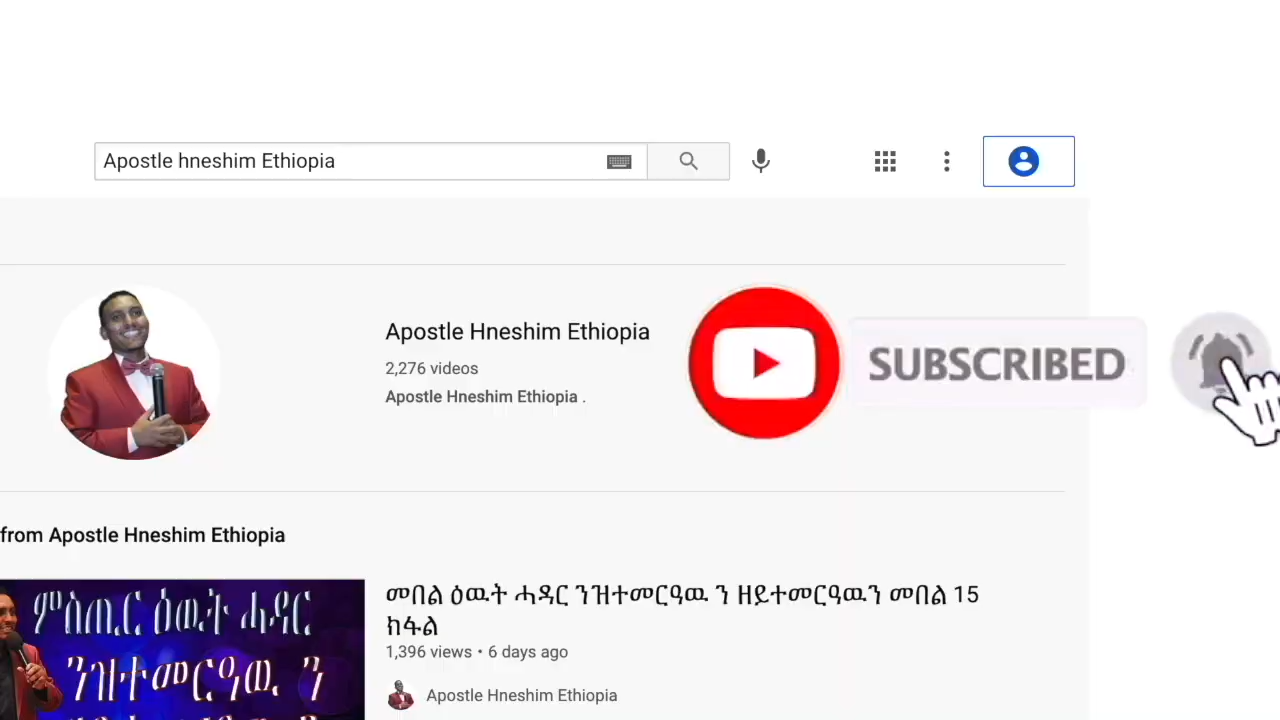 Apostle hneshim Ethiopia
Apostle Hneshim Ethiopia
2,276 videos
Apostle Hneshim Ethiopia .
SUBSCRIBED
from Apostle Hneshim Ethiopia
ምስጢር ዕዉት ሓዳር
ንዝተመርዓዉ ን
መበል ዕዉት ሓዳር ንዝተመርዓዉ ን ዘይተመርዓዉን መበል 15
ክፋል
1,396 views • 6 days ago
Apostle Hneshim Ethiopia